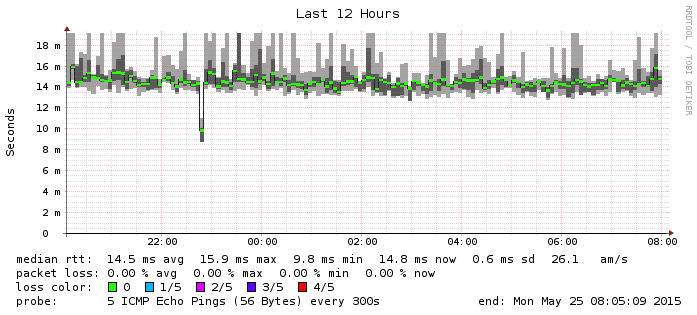 Last 12 Hours
RRDTOOL / TOBI OETIKER
Seconds
18 m
16 m
14 m
12 m
10 m
8 m
6 m
4 m
2 m
0
22:00 00:00 02:00 04:00 06:00 08:00
median rtt: 14.5 ms avg 15.9 ms max 9.8 ms min 14.8 ms now 0.6 ms sd 26.1 am/s
packet loss: 0.00 % avg 0.00 % max 0.00 % min 0.00 % now
loss color: 0 1/5 2/5 3/5 4/5
probe: 5 ICMP Echo Pings (56 Bytes) every 300s end: Mon May 25 08:05:09 2015